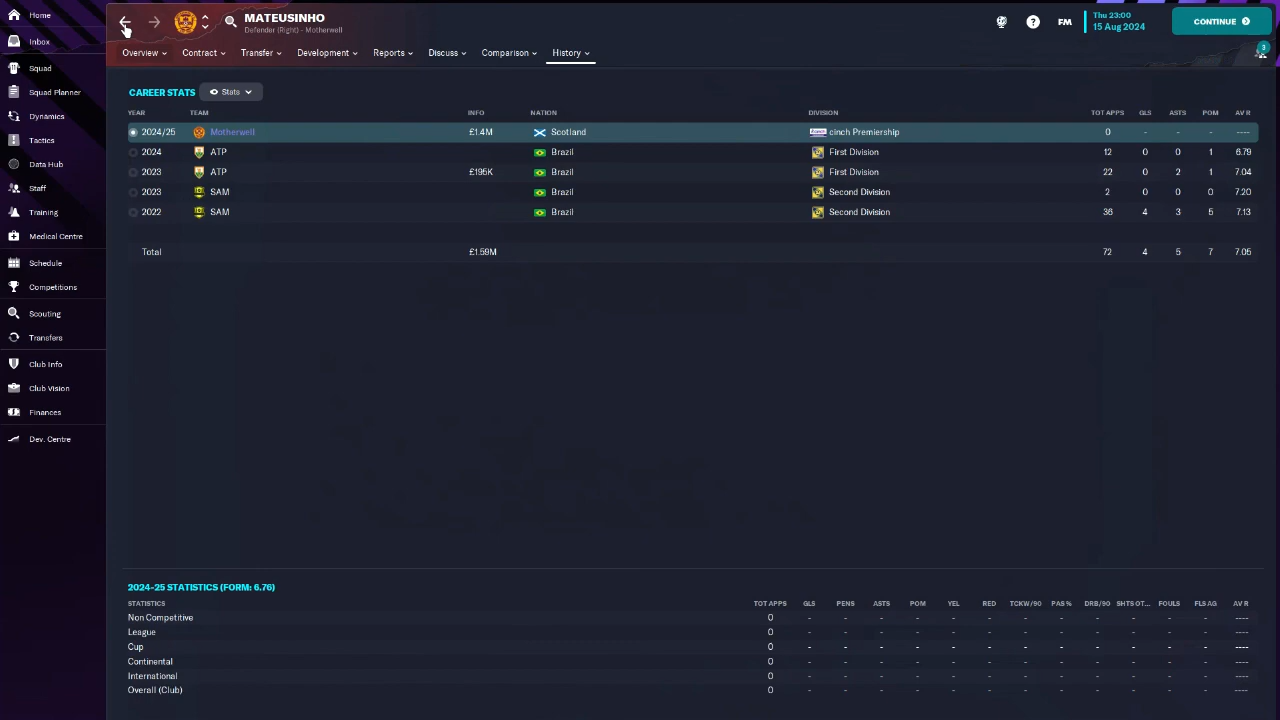 Home
Inbox
Squad
Squad Planner
Dynamics
Tactics
Data Hub
Staff
Training
Medical Centre
Schedule
Competitions
Scouting
Transfers
Club Info
Club Vision
Finances
Dev. Centre
MATEUSINHO
Defender (Right) - Motherwell
FM
Thu 23:00
15 Aug 2024
CONTINUE
Overview Contract Transfer Development Reports Discuss Comparison History
3
CAREER STATS Stats
YEAR TEAM INFO NATION DIVISION TOT APPS GLS ASTS POM AV R
2024/25 Motherwell £1.4M Scotland cinch Premiership 0 - - - ----
2024 ATP Brazil First Division 12 0 0 1 6.79
2023 ATP £195K Brazil First Division 22 0 2 1 7.04
2023 SAM Brazil Second Division 2 0 0 0 7.20
2022 SAM Brazil Second Division 36 4 3 5 7.13
Total £1.59M 72 4 5 7 7.05
2024-25 STATISTICS (FORM: 6.76)
STATISTICS TOT APPS GLS PENS ASTS POM YEL RED TCKW/90 PAS % DRB/90 SHTS OT... FOULS FLS AG AV R
Non Competitive 0 - - - - - - - - - - - - ----
League 0 - - - - - - - - - - - - ----
Cup 0 - - - - - - - - - - - - ----
Continental 0 - - - - - - - - - - - - ----
International 0 - - - - - - - - - - - - ----
Overall (Club) 0 - - - - - - - - - - - - ----